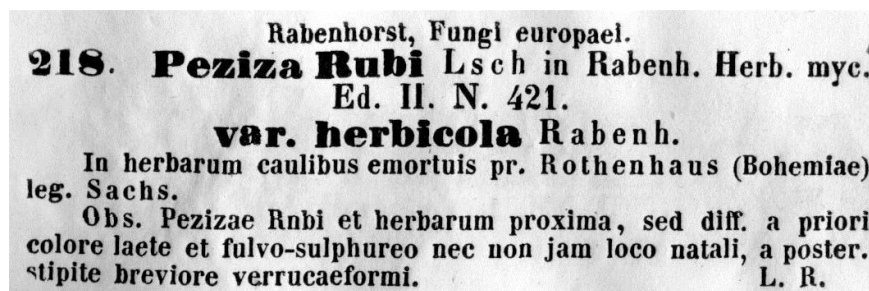 Rabenhorst, Fungi europaei.
218. Peziza Rubi Lsch in Rabenh. Herb. myc.
Ed. II. N. 421.
var. herbicola Rabenh.
In herbarum caulibus emortuis pr. Rothenhaus (Bohemiae)
leg. Sachs.
Obs. Pezizae Rnbi et herbarum proxima, sed diff. a priori
colore laete et fulvo-sulphureo nec non jam loco natali, a poster.
stipite breviore verrucaeformi. L. R.